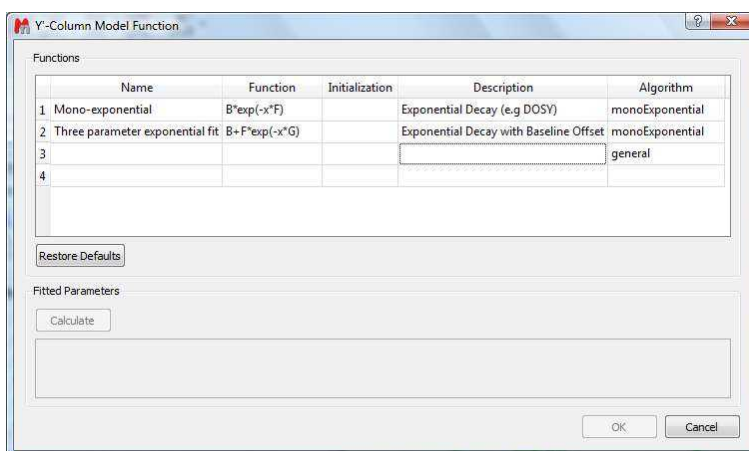 Y'-Column Model Function
Functions
Name Function Initialization Description Algorithm
1 Mono-exponential B*exp(-x*F) Exponential Decay (e.g DOSY) monoExponential
2 Three parameter exponential fit B+F*exp(-x*G) Exponential Decay with Baseline Offset monoExponential
3 general
4
Restore Defaults
Fitted Parameters
Calculate
OK Cancel